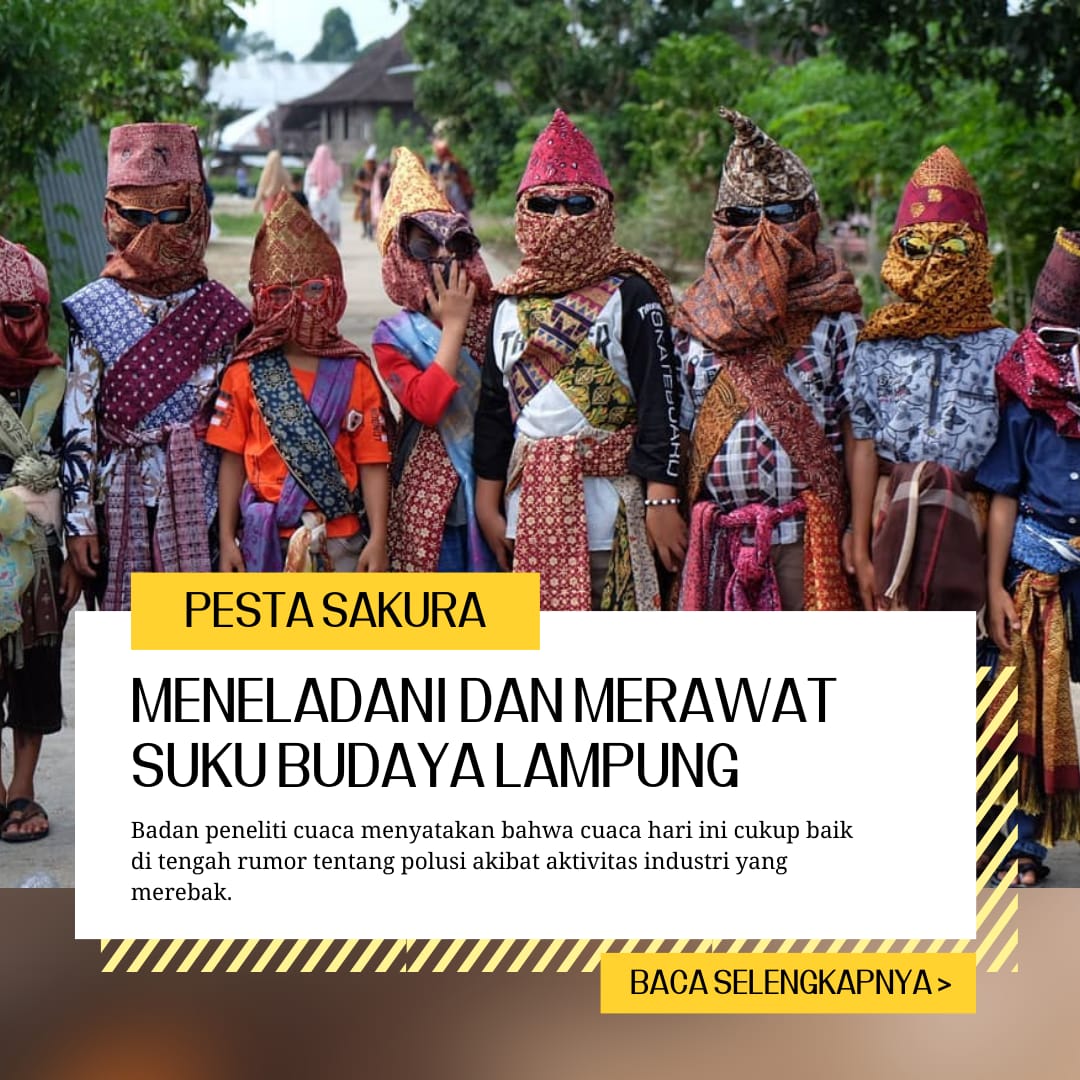 PESTA SAKURA
MENELADANI DAN MERAWAT
SUKU BUDAYA LAMPUNG
Badan peneliti cuaca menyatakan bahwa cuaca hari ini cukup baik
di tengah rumor tentang polusi akibat aktivitas industri yang
merebak.
BACA SELENGKAPNYA >